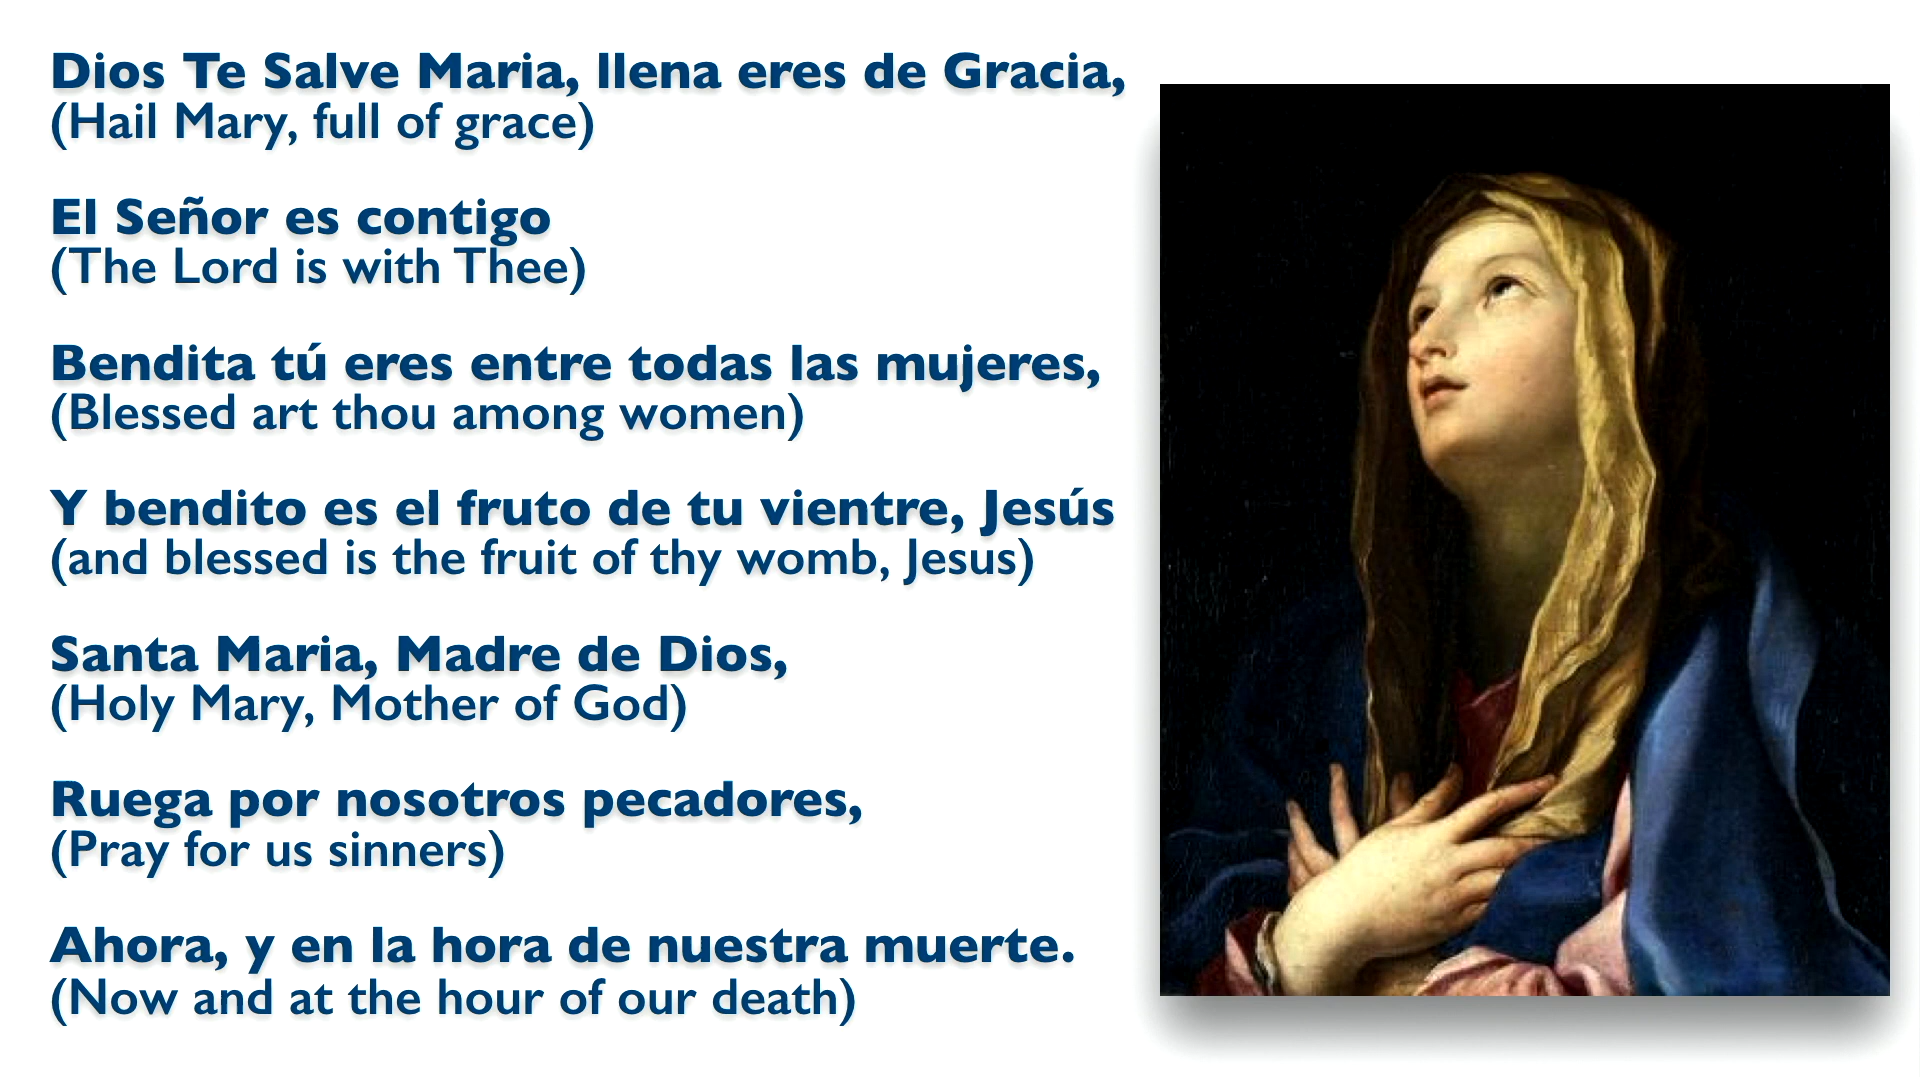 Dios Te Salve Maria, llena eres de Gracia,
(Hail Mary, full of grace)
El Señor es contigo
(The Lord is with Thee)
Bendita tú eres entre todas las mujeres,
(Blessed art thou among women)
Y bendito es el fruto de tu vientre, Jesús
(and blessed is the fruit of thy womb, Jesus)
Santa Maria, Madre de Dios,
(Holy Mary, Mother of God)
Ruega por nosotros pecadores,
(Pray for us sinners)
Ahora, y en la hora de nuestra muerte.
(Now and at the hour of our death)